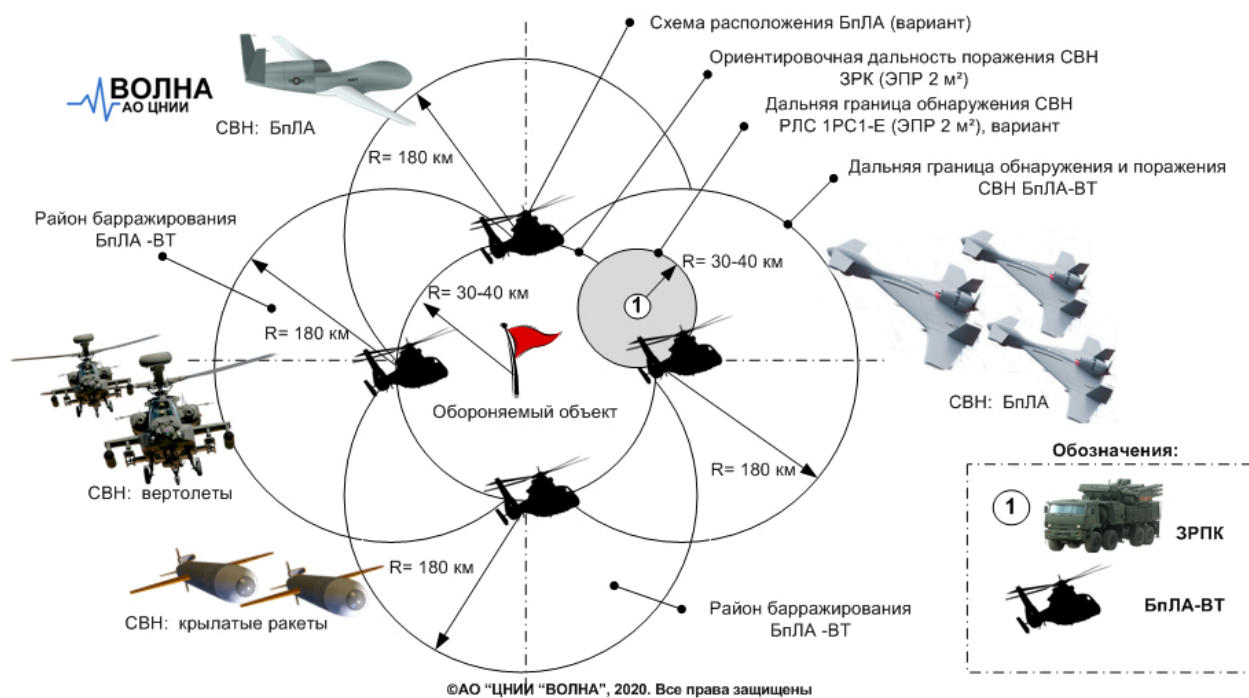 Схема расположения БпЛА (вариант)
Ориентировочная дальность поражения СВН
ЗРК (ЭПР 2 м²)
Дальняя граница обнаружения СВН
РЛС 1РС1-Е (ЭПР 2 м²), вариант
Дальняя граница обнаружения и поражения
СВН БпЛА-ВТ
ВОЛНА
АО ЦНИИ
СВН: БпЛА
R= 180 км
Район барражирования
БпЛА -ВТ
R= 30-40 км
R= 30-40 км
1
R= 180 км
Обороняемый объект
СВН: БпЛА
R= 180 км
СВН: вертолеты
R= 180 км
СВН: крылатые ракеты
Район барражирования
БпЛА -ВТ
Обозначения:
1
ЗРПК
БпЛА-ВТ
©АО "ЦНИИ "ВОЛНА", 2020. Все права защищены